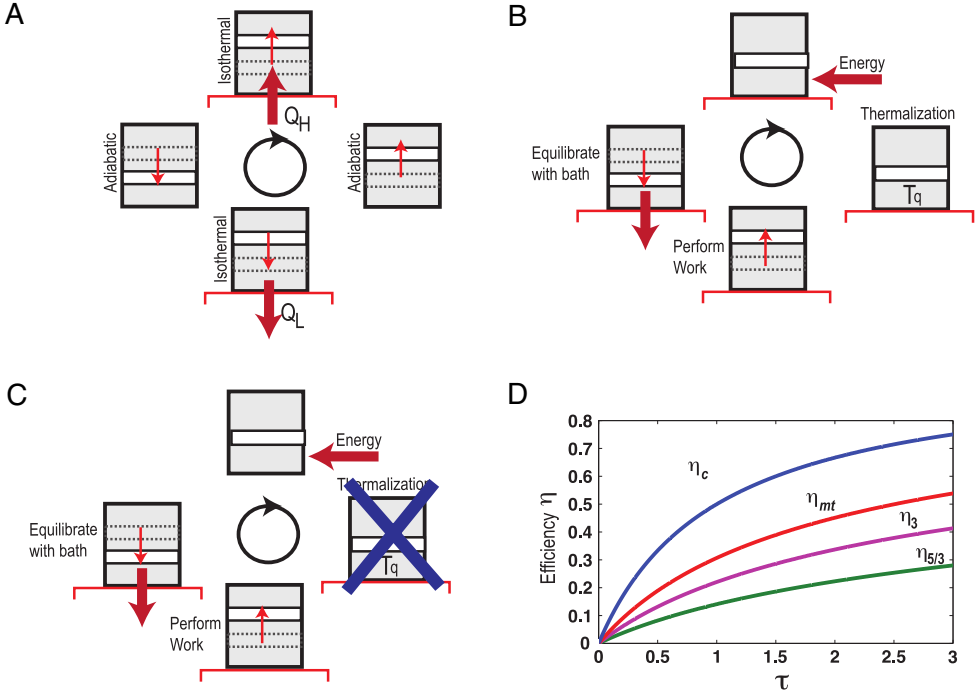 A
Isothermal
Q_H
Adiabatic
Adiabatic
Isothermal
Q_L
B
Energy
Thermalization
T_q
Equilibrate
with bath
Perform
Work
C
Energy
Thermalization
T_q
Equilibrate
with bath
Perform
Work
D
Efficiency η
0.8
0.7
0.6
0.5
0.4
0.3
0.2
0.1
0
η_c
η_mt
η_3
η_5/3
0 0.5 1 1.5 2 2.5 3
τ